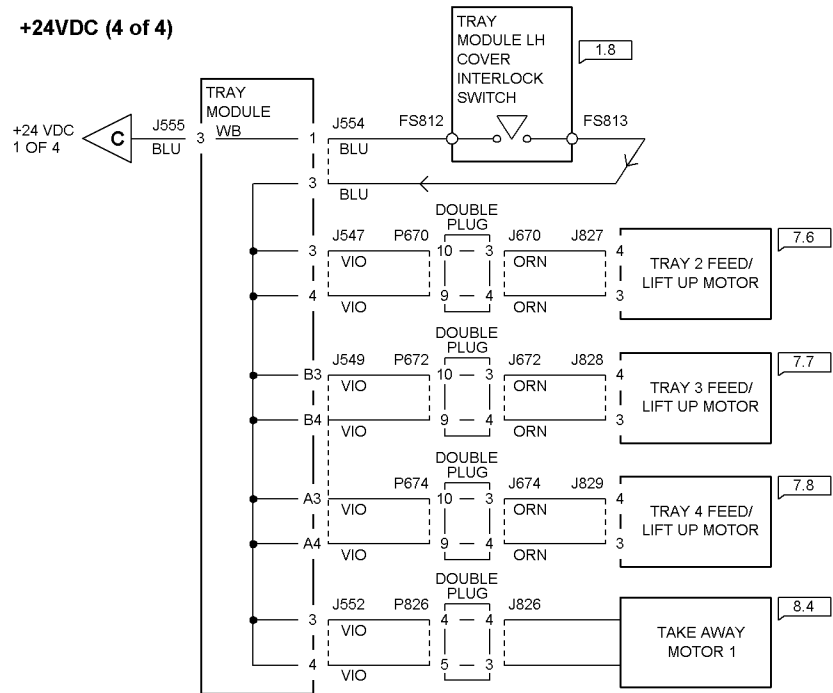 +24VDC (4 of 4)
TRAY
MODULE LH
COVER
INTERLOCK
SWITCH
1.8
TRAY
MODULE
WB
+24 VDC
1 OF 4
C
J555
BLU
3
1
J554
BLU
FS812
FS813
3
BLU
DOUBLE
PLUG
J547
P670
J670
J827
3
VIO
10 – 3
ORN
4
4
VIO
9 – 4
ORN
3
TRAY 2 FEED/
LIFT UP MOTOR
7.6
DOUBLE
PLUG
J549
P672
J672
J828
B3
VIO
10 – 3
ORN
4
B4
VIO
9 – 4
ORN
3
TRAY 3 FEED/
LIFT UP MOTOR
7.7
DOUBLE
PLUG
P674
J674
J829
A3
VIO
10 – 3
ORN
4
A4
VIO
9 – 4
ORN
3
TRAY 4 FEED/
LIFT UP MOTOR
7.8
DOUBLE
PLUG
J552
P826
J826
3
VIO
4 – 4
4
VIO
5 – 3
TAKE AWAY
MOTOR 1
8.4